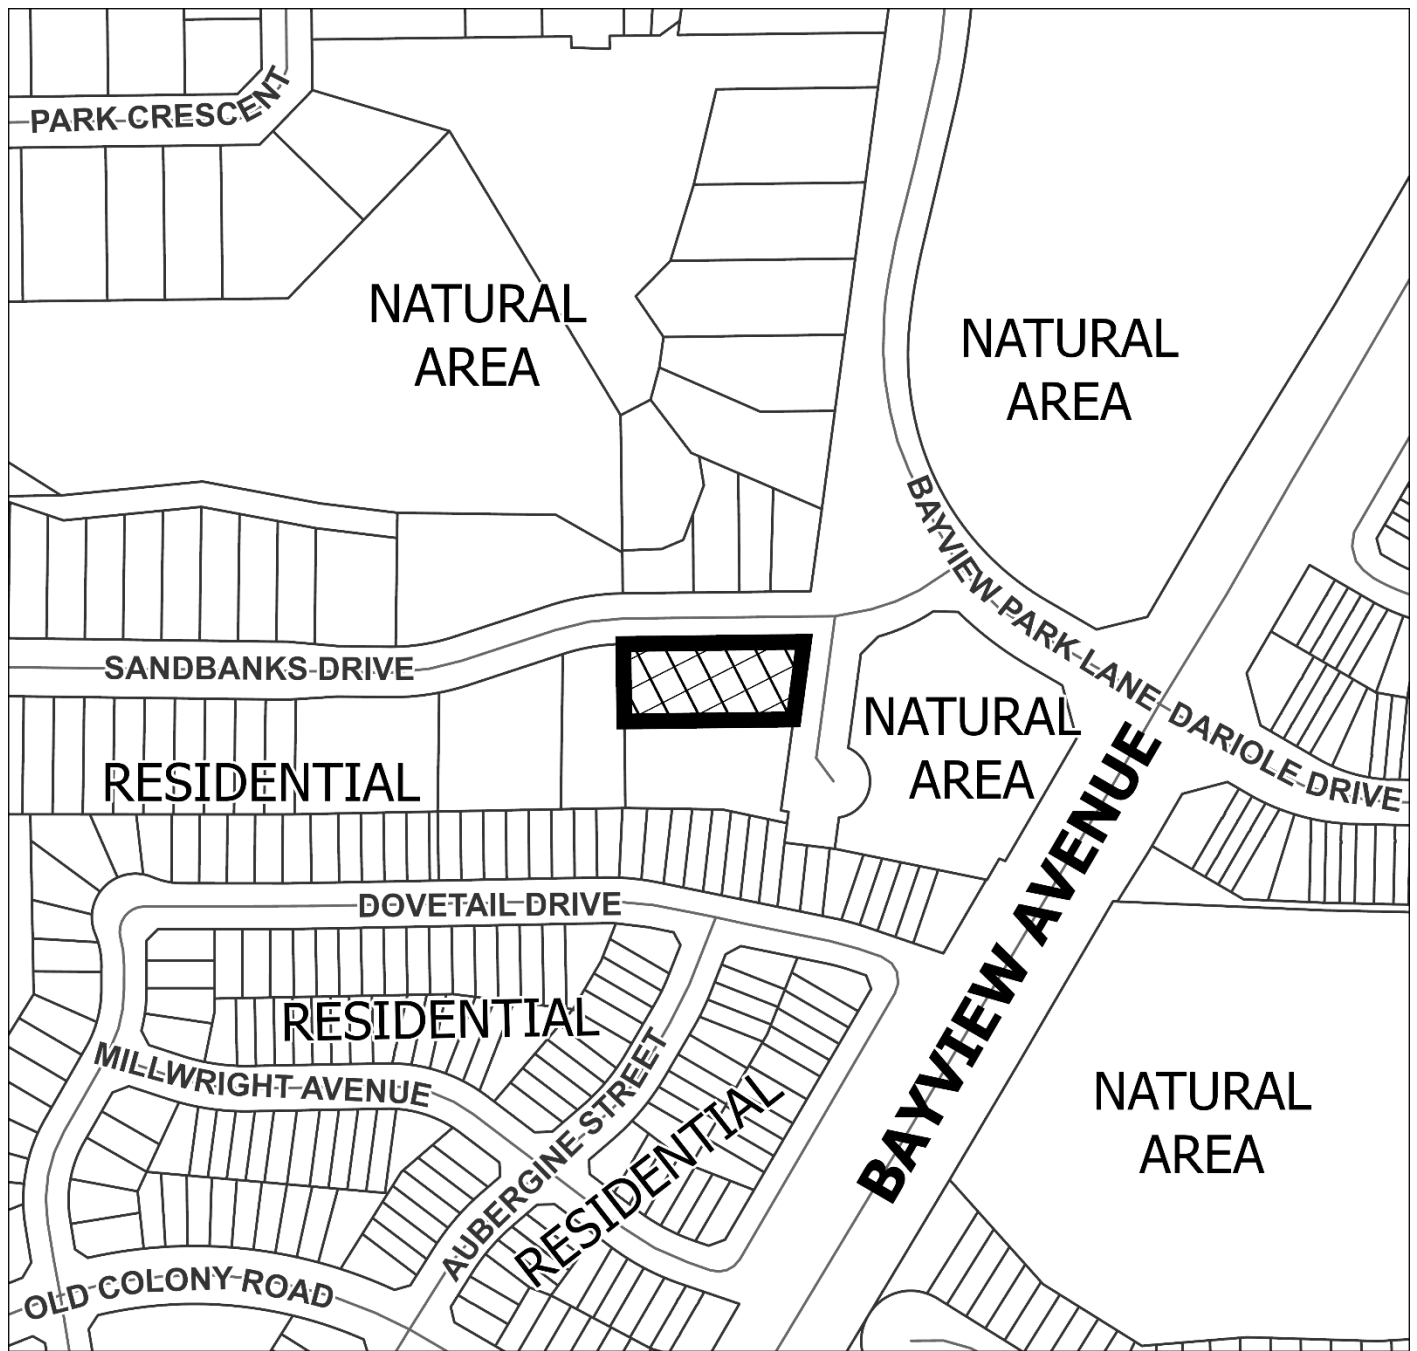 PARK CRESCENT
NATURAL
AREA
NATURAL
AREA
BAYVIEW PARK LANE
SANDBANKS DRIVE
NATURAL
AREA
DARIOLE DRIVE
RESIDENTIAL
BAYVIEW AVENUE
DOVETAIL DRIVE
RESIDENTIAL
MILLWRIGHT AVENUE
AUBERGINE STREET
RESIDENTIAL
NATURAL
AREA
OLD COLONY ROAD